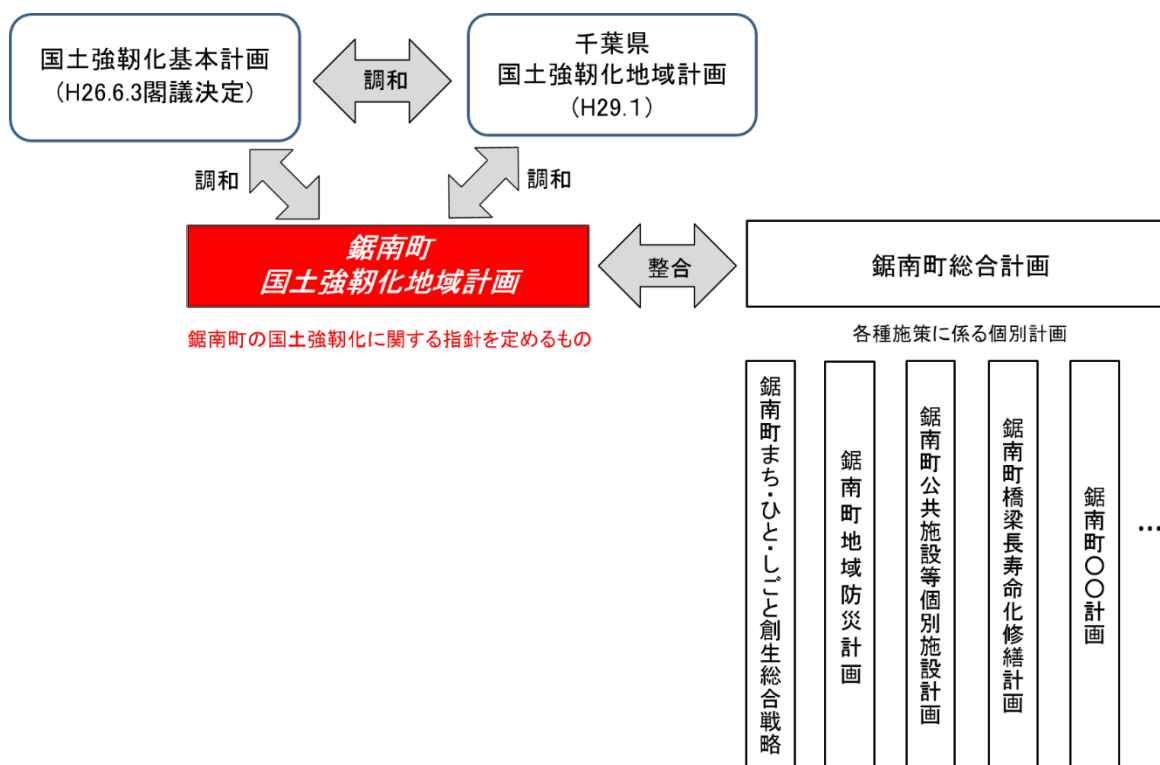 国土強靭化基本計画
（H26.6.3閣議決定）
調和
千葉県
国土強靭化地域計画
（H29.1）
調和
調和
鋸南町
国土強靭化地域計画
整合
鋸南町総合計画
鋸南町の国土強靭化に関する指針を定めるもの
各種施策に係る個別計画
鋸南町まち・ひと・しごと創生総合戦略
鋸南町地域防災計画
鋸南町公共施設等個別施設計画
鋸南町橋梁長寿命化修繕計画
鋸南町〇〇計画
…